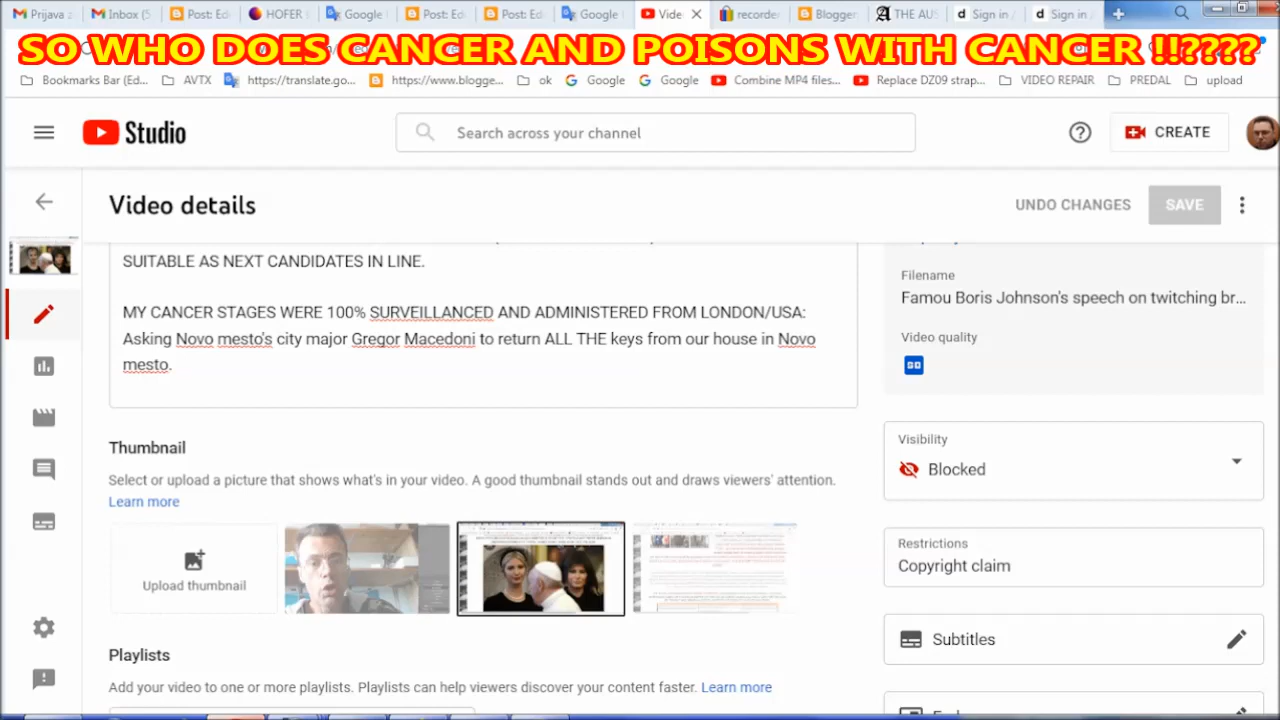 Prijava z
Inbox (5
Post: Edi
HOFER
Google
Post: Edi
Post: Edi
Google
Vide
recorder
Blogger
THE AUS
Sign in /
Sign in /
SO WHO DOES CANCER AND POISONS WITH CANCER !!????
Bookmarks Bar (Ed...
AVTX
https://translate.go...
https://www.blogge...
ok
Google
Google
Combine MP4 files...
Replace DZ09 strap...
VIDEO REPAIR
PREDAL
upload
Studio
Search across your channel
CREATE
Video details
UNDO CHANGES
SAVE
SUITABLE AS NEXT CANDIDATES IN LINE.
MY CANCER STAGES WERE 100% SURVEILLANCED AND ADMINISTERED FROM LONDON/USA:
Asking Novo mesto's city major Gregor Macedoni to return ALL THE keys from our house in Novo
mesto.
Filename
Famou Boris Johnson's speech on twitching br...
Video quality
SD
Visibility
Blocked
Restrictions
Copyright claim
Subtitles
Thumbnail
Select or upload a picture that shows what's in your video. A good thumbnail stands out and draws viewers' attention.
Learn more
Upload thumbnail
Playlists
Add your video to one or more playlists. Playlists can help viewers discover your content faster. Learn more